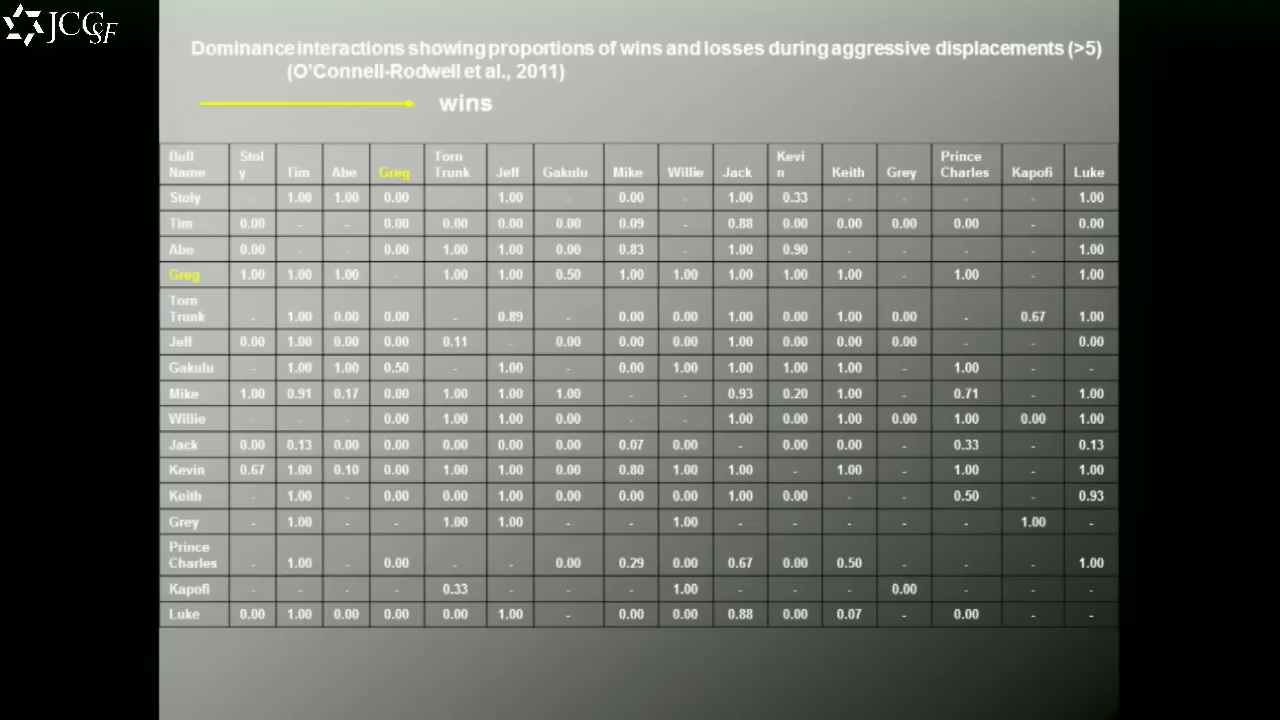 JCCSF
Dominance interactions showing proportions of wins and losses during aggressive displacements (>5)
(O'Connell-Rodwell et al., 2011)
wins
Bull Name Stoly Tim Abe Greg Torn Trunk Jeff Gakulu Mike Willie Jack Kevin Keith Grey Prince Charles Kapofi Luke
Stoly - 1.00 1.00 0.00 - 1.00 - 0.00 - 1.00 0.33 - - - - 1.00
Tim 0.00 - - 0.00 0.00 0.00 0.00 0.09 - 0.88 0.00 0.00 0.00 0.00 - 0.00
Abe 0.00 - - 0.00 1.00 1.00 0.00 0.83 - 1.00 0.90 - - - - 1.00
Greg 1.00 1.00 1.00 - 1.00 1.00 0.50 1.00 1.00 1.00 1.00 1.00 - 1.00 - 1.00
Torn Trunk - 1.00 0.00 0.00 - 0.89 - 0.00 0.00 1.00 0.00 1.00 0.00 - 0.67 1.00
Jeff 0.00 1.00 0.00 0.00 0.11 - 0.00 0.00 0.00 1.00 0.00 0.00 0.00 - - 0.00
Gakulu - 1.00 1.00 0.50 - 1.00 - 0.00 1.00 1.00 1.00 1.00 - 1.00 - -
Mike 1.00 0.91 0.17 0.00 1.00 1.00 1.00 - - 0.93 0.20 1.00 - 0.71 - 1.00
Willie - - - 0.00 1.00 1.00 0.00 - - 1.00 0.00 1.00 0.00 1.00 0.00 1.00
Jack 0.00 0.13 0.00 0.00 0.00 0.00 0.00 0.07 0.00 - 0.00 0.00 - 0.33 - 0.13
Kevin 0.67 1.00 0.10 0.00 1.00 1.00 0.00 0.80 1.00 1.00 - 1.00 - 1.00 - 1.00
Keith - 1.00 - 0.00 0.00 1.00 0.00 0.00 0.00 1.00 0.00 - - 0.50 - 0.93
Grey - 1.00 - - 1.00 1.00 - - 1.00 - - - - - 1.00 -
Prince Charles - 1.00 - 0.00 - - 0.00 0.29 0.00 0.67 0.00 0.50 - - - 1.00
Kapofi - - - - 0.33 - - - 1.00 - - - 0.00 - - -
Luke 0.00 1.00 0.00 0.00 0.00 1.00 - 0.00 0.00 0.88 0.00 0.07 - 0.00 - -